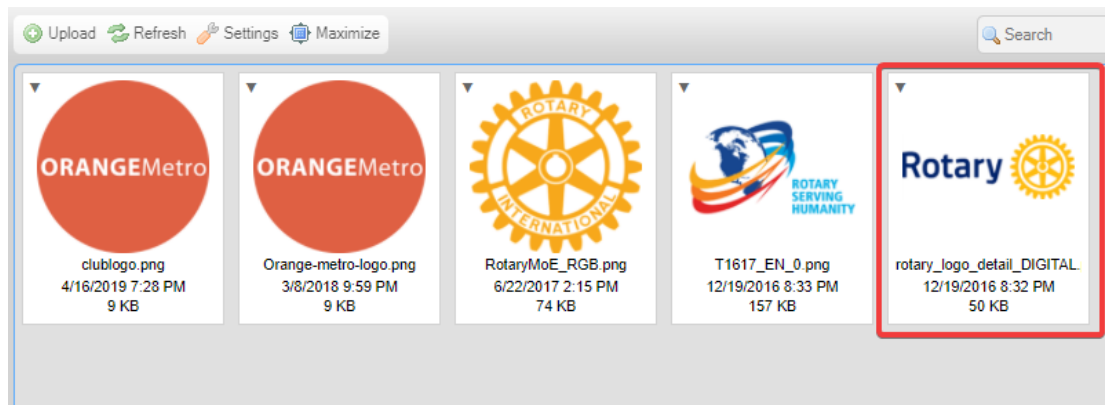 Upload Refresh Settings Maximize Search
ORANGEMetro
clublogo.png
4/16/2019 7:28 PM
9 KB
ORANGEMetro
Orange-metro-logo.png
3/8/2018 9:59 PM
9 KB
ROTARY
INTERNATIONAL
RotaryMoE_RGB.png
6/22/2017 2:15 PM
74 KB
ROTARY
SERVING
HUMANITY
T1617_EN_0.png
12/19/2016 8:33 PM
157 KB
Rotary
rotary_logo_detail_DIGITAL.
12/19/2016 8:32 PM
50 KB